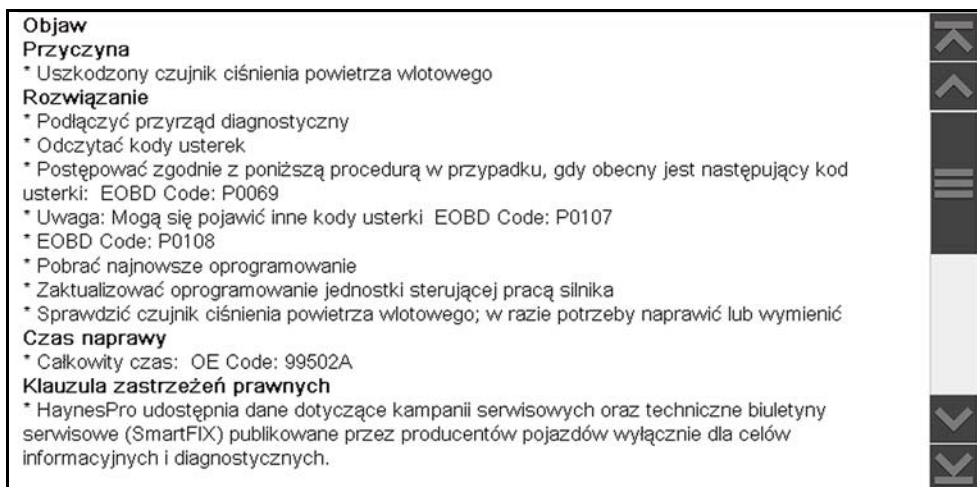 Objaw
Przyczyna
* Uszkodzony czujnik ciśnienia powietrza wlotowego
Rozwiązanie
* Podłączyć przyrząd diagnostyczny
* Odczytać kody usterek
* Postępować zgodnie z poniższą procedurą w przypadku, gdy obecny jest następujący kod
usterki:  EOBD Code: P0069
* Uwaga: Mogą się pojawić inne kody usterki  EOBD Code: P0107
* EOBD Code: P0108
* Pobrać najnowsze oprogramowanie
* Zaktualizować oprogramowanie jednostki sterującej pracą silnika
* Sprawdzić czujnik ciśnienia powietrza wlotowego; w razie potrzeby naprawić lub wymienić
Czas naprawy
* Całkowity czas:  OE Code: 99502A
Klauzula zastrzeżeń prawnych
* HaynesPro udostępnia dane dotyczące kampanii serwisowych oraz techniczne biuletyny
serwisowe (SmartFIX) publikowane przez producentów pojazdów wyłącznie dla celów
informacyjnych i diagnostycznych.